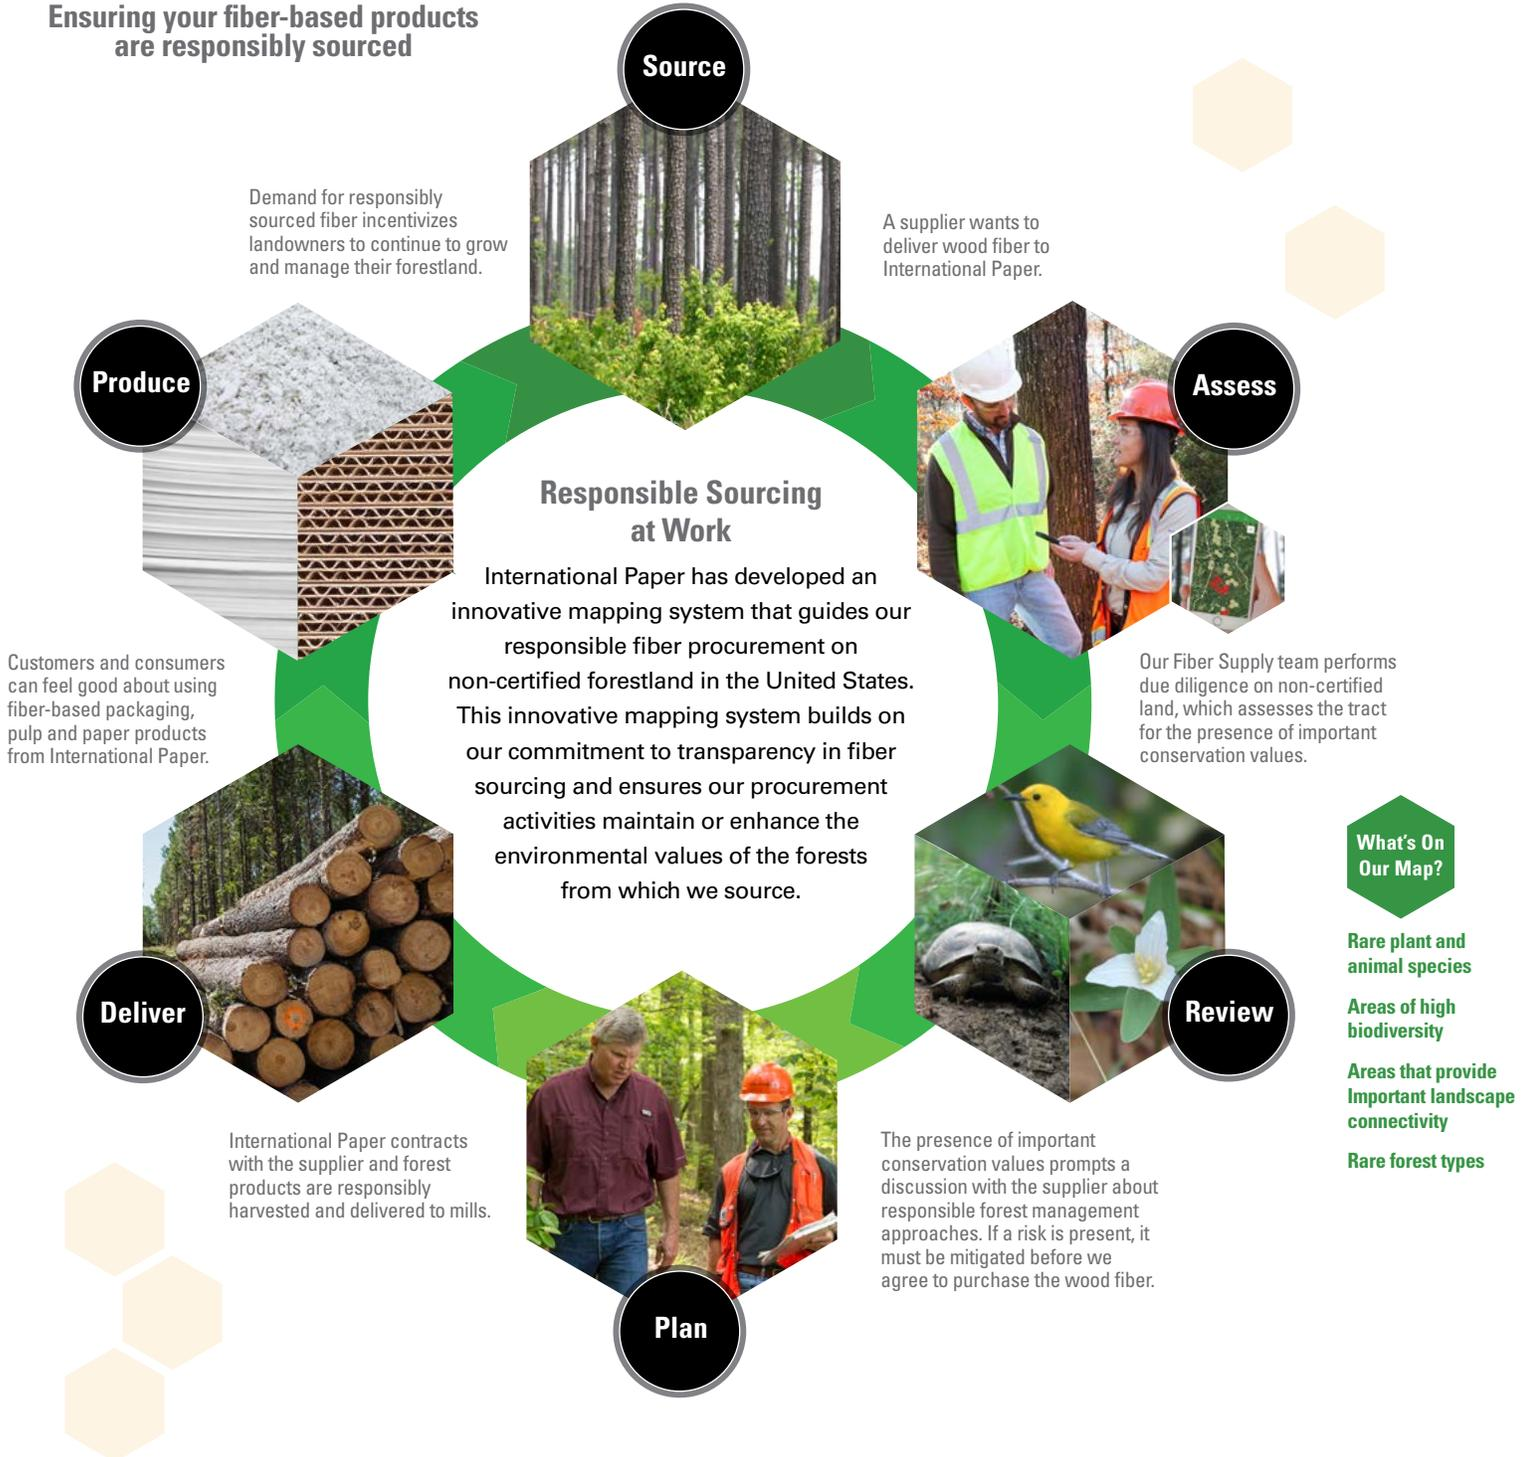 Ensuring your fiber-based products
are responsibly sourced
Source
Demand for responsibly
sourced fiber incentivizes
landowners to continue to grow
and manage their forestland.
A supplier wants to
deliver wood fiber to
International Paper.
Produce
Assess
Responsible Sourcing
at Work
International Paper has developed an
innovative mapping system that guides our
responsible fiber procurement on
non-certified forestland in the United States.
This innovative mapping system builds on
our commitment to transparency in fiber
sourcing and ensures our procurement
activities maintain or enhance the
environmental values of the forests
from which we source.
Customers and consumers
can feel good about using
fiber-based packaging,
pulp and paper products
from International Paper.
Our Fiber Supply team performs
due diligence on non-certified
land, which assesses the tract
for the presence of important
conservation values.
What's On
Our Map?
Rare plant and
animal species
Areas of high
biodiversity
Areas that provide
Important landscape
connectivity
Rare forest types
Deliver
Review
International Paper contracts
with the supplier and forest
products are responsibly
harvested and delivered to mills.
The presence of important
conservation values prompts a
discussion with the supplier about
responsible forest management
approaches. If a risk is present, it
must be mitigated before we
agree to purchase the wood fiber.
Plan